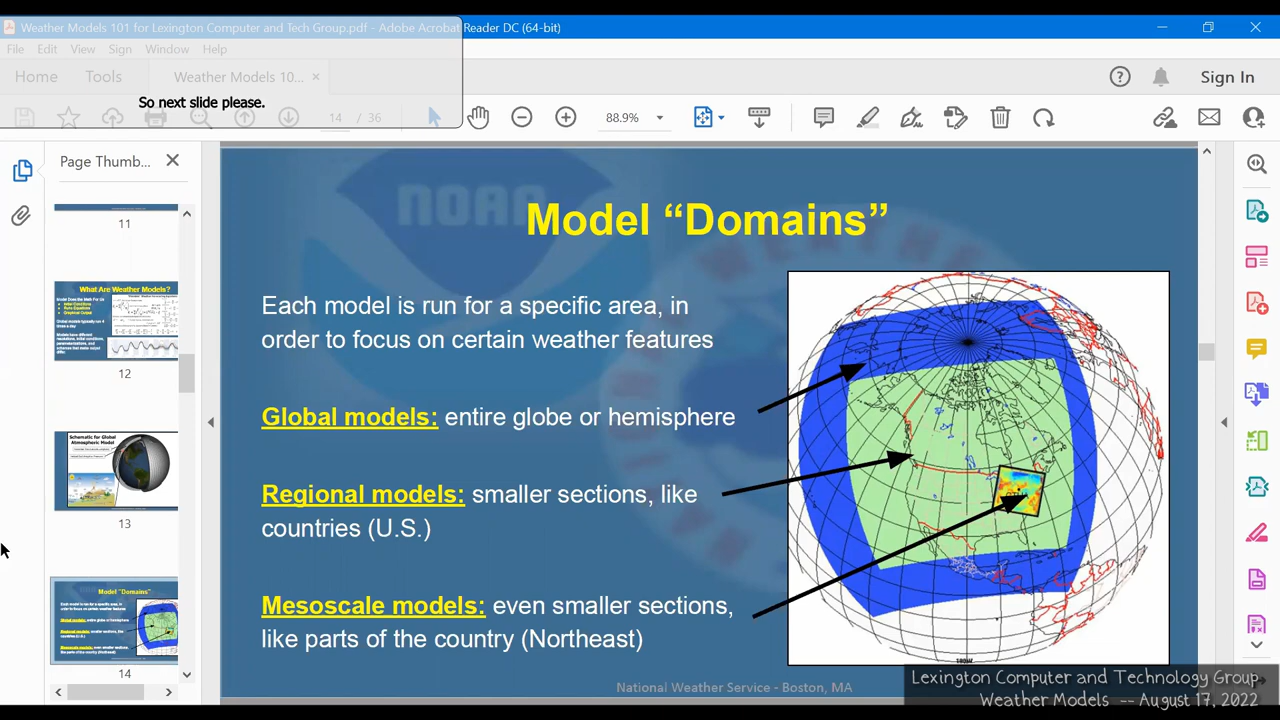 Weather Models 101 for Lexington Computer and Tech Group.pdf - Adobe Acrobat Reader DC (64-bit)
File Edit View Sign Window Help
Home Tools Weather Models 10... × Sign In
So next slide please.
14 / 36 88.9%
Page Thumb...
11
What Are Weather Models?
12
Schematic for Global
Atmospheric Model
13
Model "Domains"
14
NOAA
Model “Domains”
Each model is run for a specific area, in
order to focus on certain weather features
Global models: entire globe or hemisphere
Regional models: smaller sections, like
countries (U.S.)
Mesoscale models: even smaller sections,
like parts of the country (Northeast)
National Weather Service - Boston, MA
Lexington Computer and Technology Group
Weather Models -- August 17, 2022